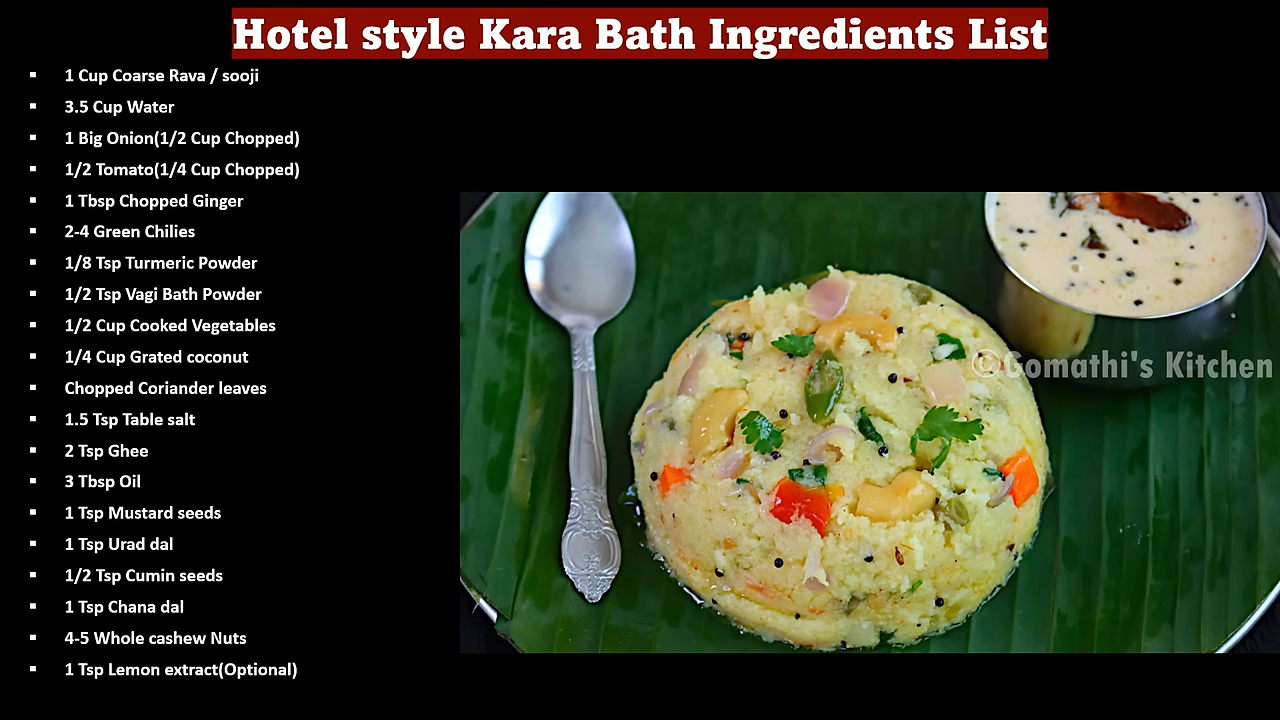 Hotel style Kara Bath Ingredients List
1 Cup Coarse Rava / sooji
3.5 Cup Water
1 Big Onion(1/2 Cup Chopped)
1/2 Tomato(1/4 Cup Chopped)
1 Tbsp Chopped Ginger
2-4 Green Chilies
1/8 Tsp Turmeric Powder
1/2 Tsp Vagi Bath Powder
1/2 Cup Cooked Vegetables
1/4 Cup Grated coconut
Chopped Coriander leaves
1.5 Tsp Table salt
2 Tsp Ghee
3 Tbsp Oil
1 Tsp Mustard seeds
1 Tsp Urad dal
1/2 Tsp Cumin seeds
1 Tsp Chana dal
4-5 Whole cashew Nuts
1 Tsp Lemon extract(Optional)
©Gomathi's Kitchen